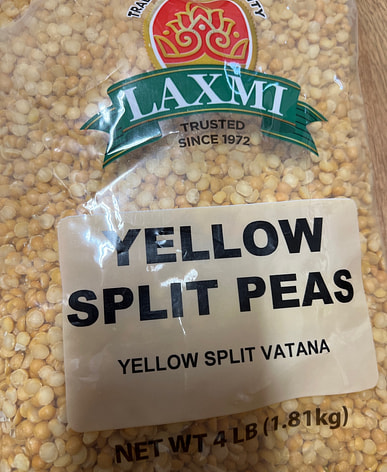 LAXMI
TRUSTED
SINCE 1972
YELLOW
SPLIT PEAS
YELLOW SPLIT VATANA
NET WT 4 LB (1.81kg)